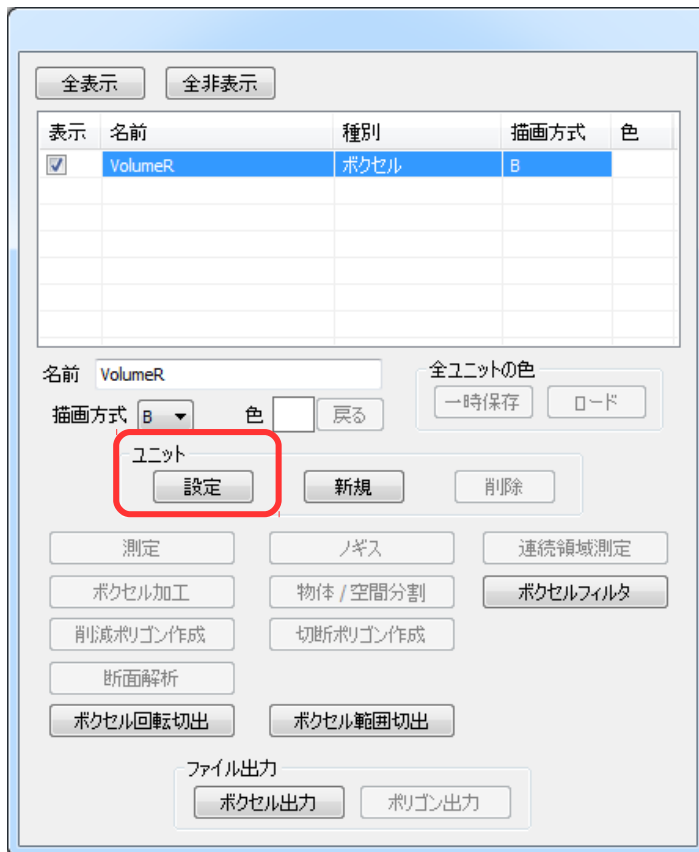 全表示 全非表示
表示 名前 種別 描画方式 色
VolumeR ボクセル B
名前 VolumeR 全ユニットの色
一時保存 ロード
描画方式 B 色 戻る
ユニット
設定 新規 削除
測定 ノギス 連続領域測定
ボクセル加工 物体 / 空間分割 ボクセルフィルタ
削減ポリゴン作成 切断ポリゴン作成
断面解析
ボクセル回転切出 ボクセル範囲切出
ファイル出力
ボクセル出力 ポリゴン出力